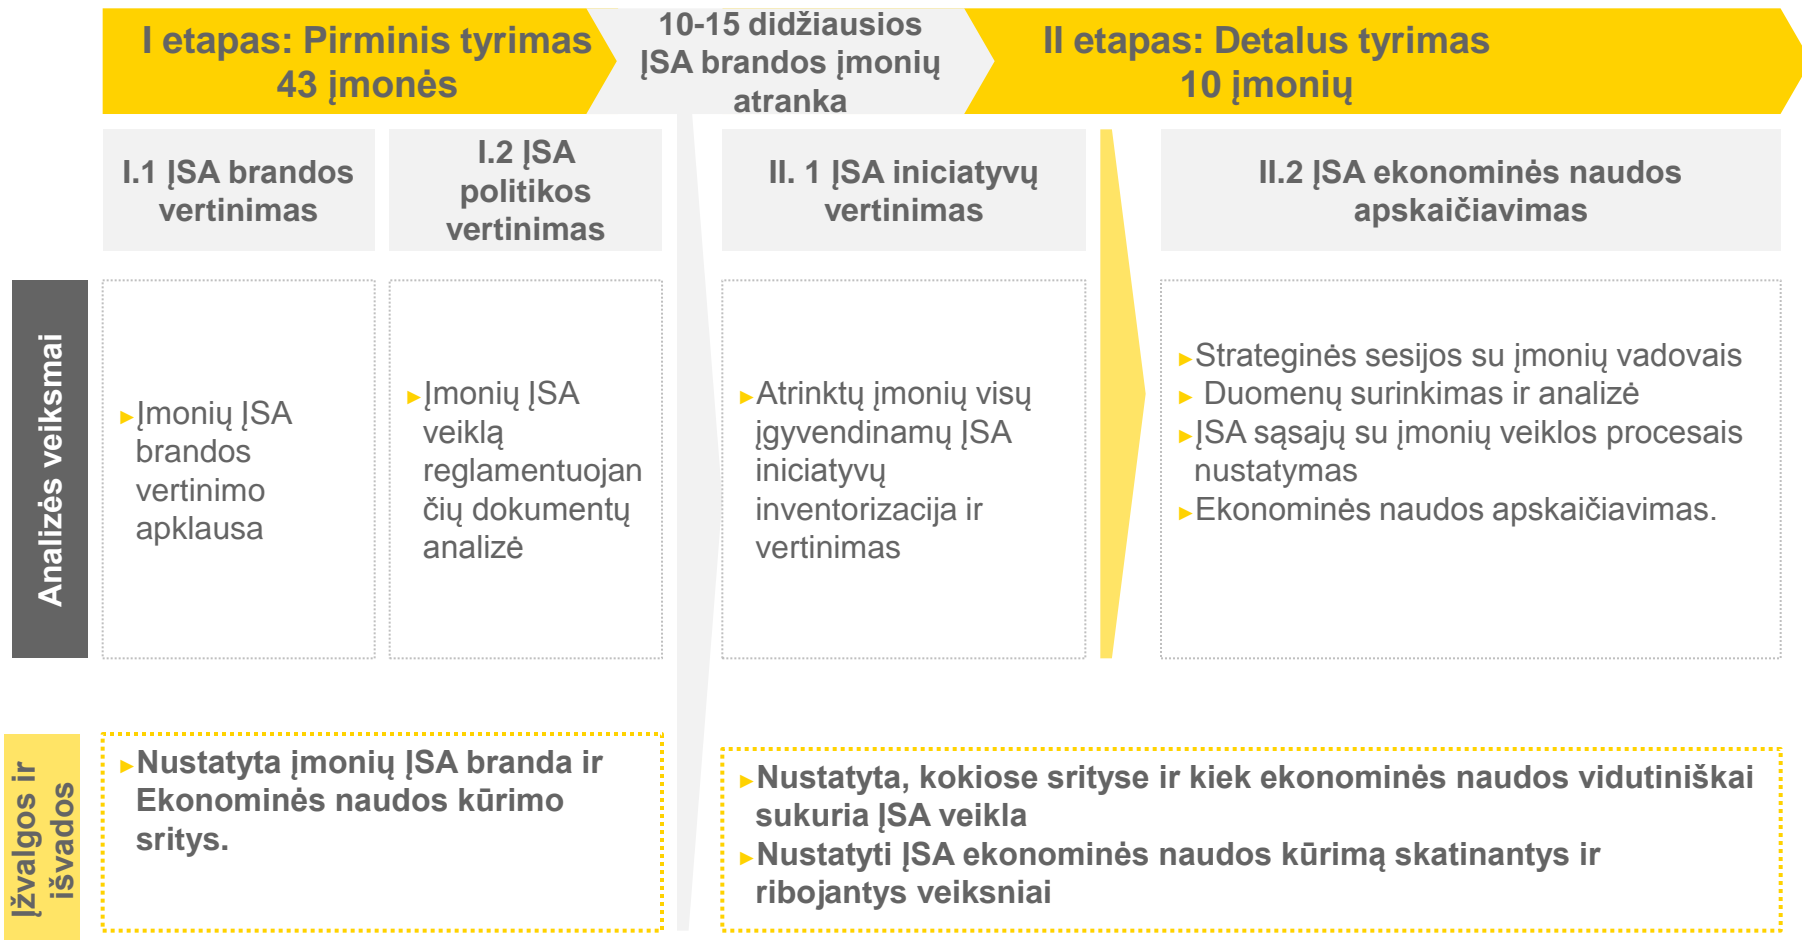 I etapas: Pirminis tyrimas
43 įmonės
10-15 didžiausios
ĮSA brandos įmonių
atranka
II etapas: Detalus tyrimas
10 įmonių
I.1 ĮSA brandos
vertinimas
I.2 ĮSA
politikos
vertinimas
II. 1 ĮSA iniciatyvų
vertinimas
II.2 ĮSA ekonominės naudos
apskaičiavimas
Analizės veiksmai
►Įmonių ĮSA
brandos
vertinimo
apklausa
►Įmonių ĮSA
veiklą
reglamentuojan
čių dokumentų
analizė
►Atrinktų įmonių visų
įgyvendinamų ĮSA
iniciatyvų
inventorizacija ir
vertinimas
►Strateginės sesijos su įmonių vadovais
► Duomenų surinkimas ir analizė
►ĮSA sąsajų su įmonių veiklos procesais
nustatymas
►Ekonominės naudos apskaičiavimas.
Įžvalgos ir
išvados
►Nustatyta įmonių ĮSA branda ir
Ekonominės naudos kūrimo
sritys.
►Nustatyta, kokiose srityse ir kiek ekonominės naudos vidutiniškai
sukuria ĮSA veikla
►Nustatyti ĮSA ekonominės naudos kūrimą skatinantys ir
ribojantys veiksniai